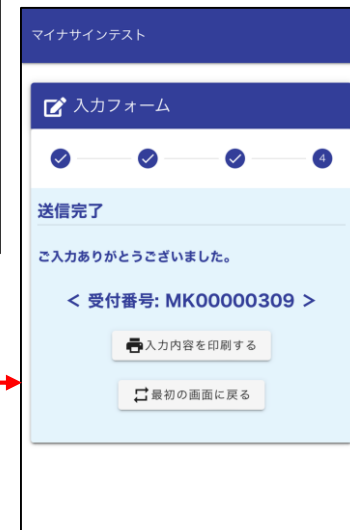 マイナサインテスト
入力フォーム
4
送信完了
ご入力ありがとうございました。
< 受付番号: MK00000309 >
入力内容を印刷する
最初の画面に戻る